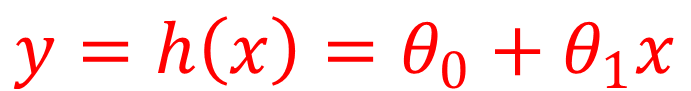 y = h(x) = θ₀ + θ₁x